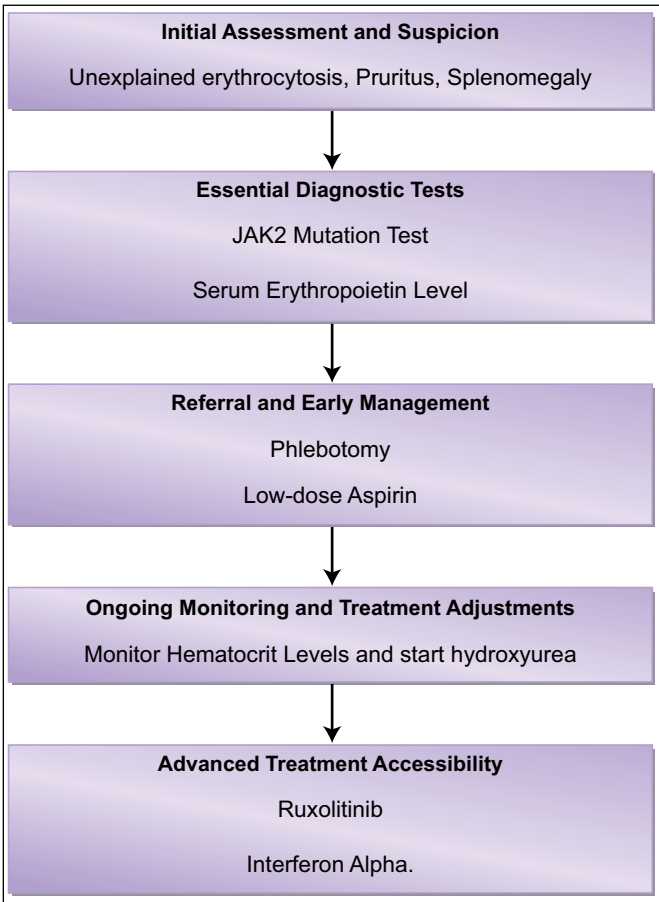 Initial Assessment and Suspicion
Unexplained erythrocytosis, Pruritus, Splenomegaly
Essential Diagnostic Tests
JAK2 Mutation Test
Serum Erythropoietin Level
Referral and Early Management
Phlebotomy
Low-dose Aspirin
Ongoing Monitoring and Treatment Adjustments
Monitor Hematocrit Levels and start hydroxyurea
Advanced Treatment Accessibility
Ruxolitinib
Interferon Alpha.